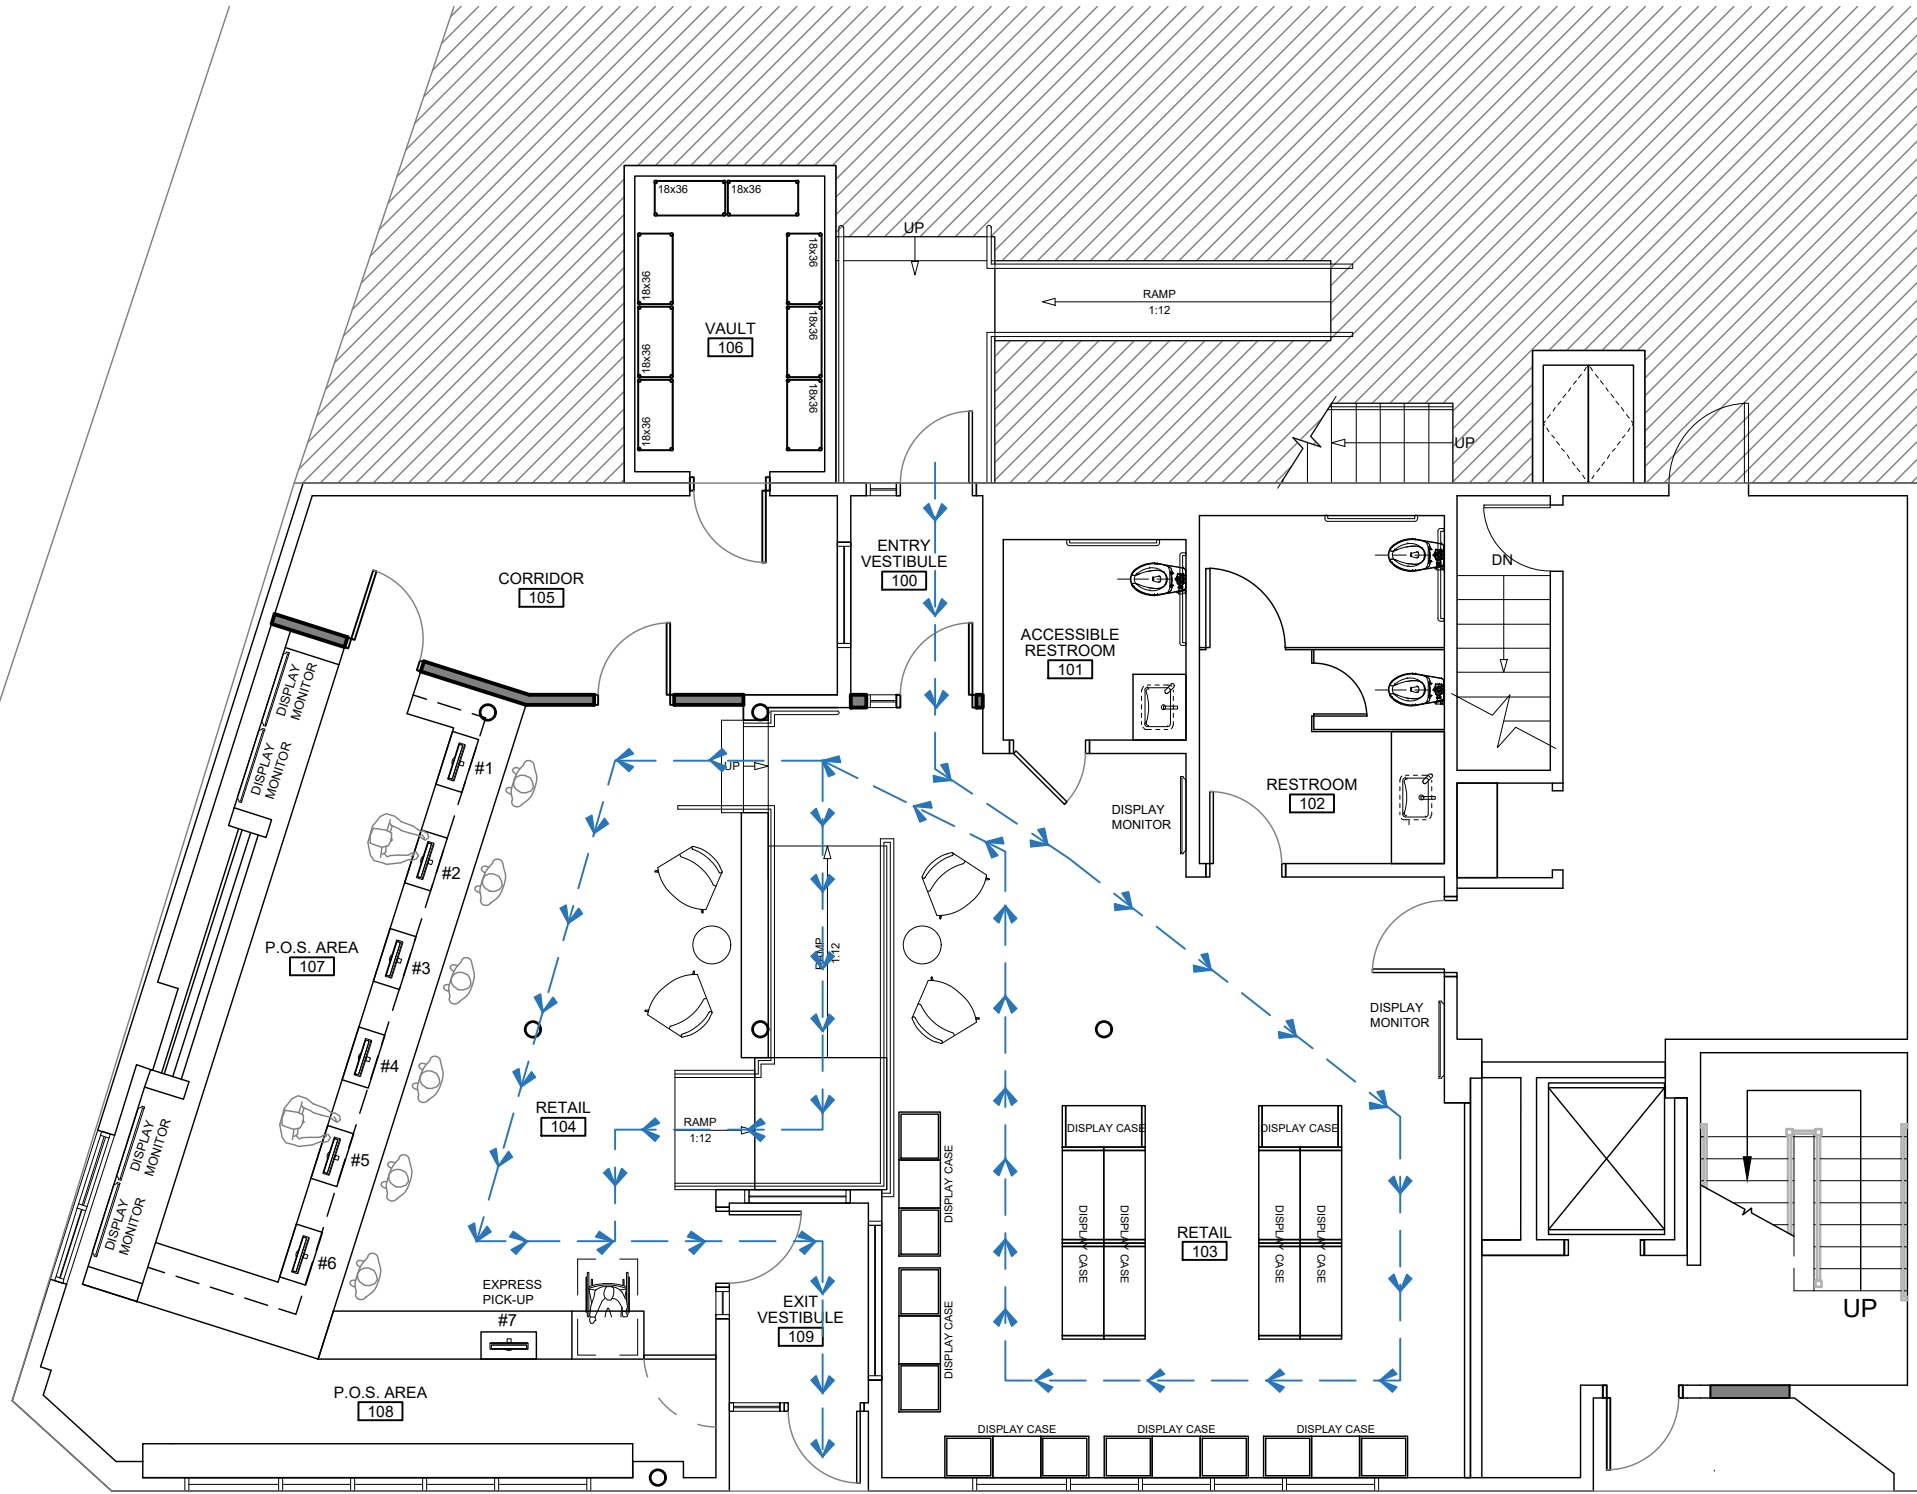 18x36
18x36
18x36
18x36
18x36
18x36
18x36
18x36
VAULT
106
UP
RAMP
1:12
UP
ENTRY
VESTIBULE
100
CORRIDOR
105
DN
ACCESSIBLE
RESTROOM
101
DISPLAY
MONITOR
DISPLAY
MONITOR
#1
UP
RESTROOM
102
DISPLAY
MONITOR
#2
P.O.S. AREA
107
#3
RAMP
1:12
DISPLAY
MONITOR
#4
RETAIL
104
RAMP
1:12
DISPLAY CASE
DISPLAY CASE
DISPLAY
MONITOR
#5
DISPLAY CASE
DISPLAY
MONITOR
DISPLAY CASE
DISPLAY CASE
RETAIL
103
DISPLAY CASE
DISPLAY CASE
#6
EXPRESS
PICK-UP
#7
EXIT
VESTIBULE
109
DISPLAY CASE
UP
P.O.S. AREA
108
DISPLAY CASE
DISPLAY CASE
DISPLAY CASE